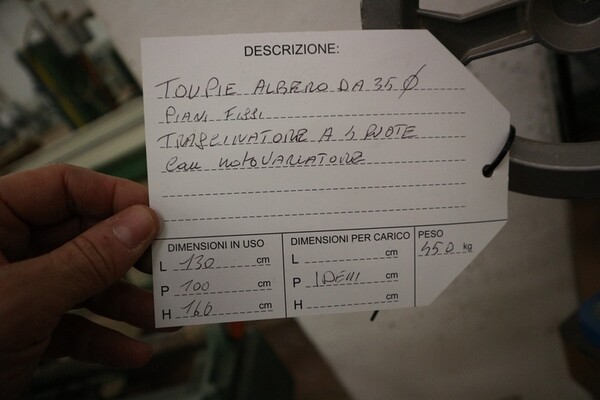 DESCRIZIONE:
TOUPIE ALBERO DA 35 Ø
PIANI FISSI
TRASCINATORE A 4 RUOTE
CON MOTOVARIATORE
DIMENSIONI IN USO
L 130 cm
P 100 cm
H 160 cm
DIMENSIONI PER CARICO
L cm
P IDEM cm
H cm
PESO
450 kg